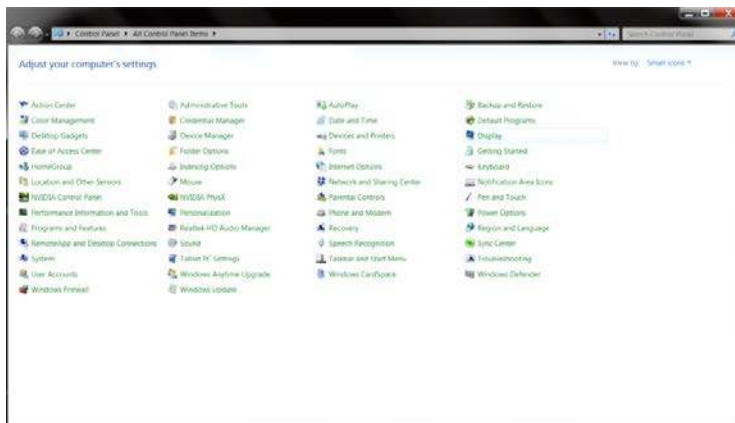 Control Panel ▸ All Control Panel Items ▸
Search Control Panel
Adjust your computer's settings
View by: Small icons
Action Center
Administrative Tools
AutoPlay
Backup and Restore
Color Management
Credential Manager
Date and Time
Default Programs
Desktop Gadgets
Device Manager
Devices and Printers
Display
Ease of Access Center
Folder Options
Fonts
Getting Started
HomeGroup
Indexing Options
Internet Options
Keyboard
Location and Other Sensors
Mouse
Network and Sharing Center
Notification Area Icons
NVIDIA Control Panel
NVIDIA PhysX
Parental Controls
Pen and Touch
Performance Information and Tools
Personalization
Phone and Modem
Power Options
Programs and Features
Realtek HD Audio Manager
Recovery
Region and Language
RemoteApp and Desktop Connections
Sound
Speech Recognition
Sync Center
System
Tablet PC Settings
Taskbar and Start Menu
Troubleshooting
User Accounts
Windows Anytime Upgrade
Windows CardSpace
Windows Defender
Windows Firewall
Windows Update